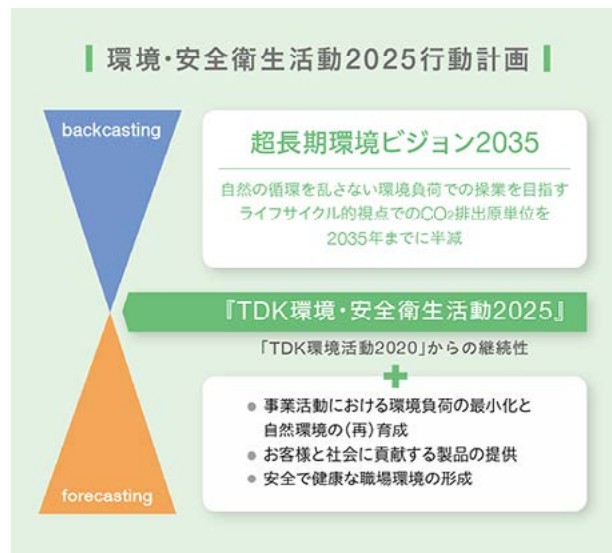 環境・安全衛生活動2025行動計画
backcasting
超長期環境ビジョン2035
自然の循環を乱さない環境負荷での操業を目指す
ライフサイクル的視点でのCO₂排出原単位を
2035年までに半減
『TDK環境・安全衛生活動2025』
「TDK環境活動2020」からの継続性
+
● 事業活動における環境負荷の最小化と
自然環境の(再)育成
● お客様と社会に貢献する製品の提供
● 安全で健康な職場環境の形成
forecasting